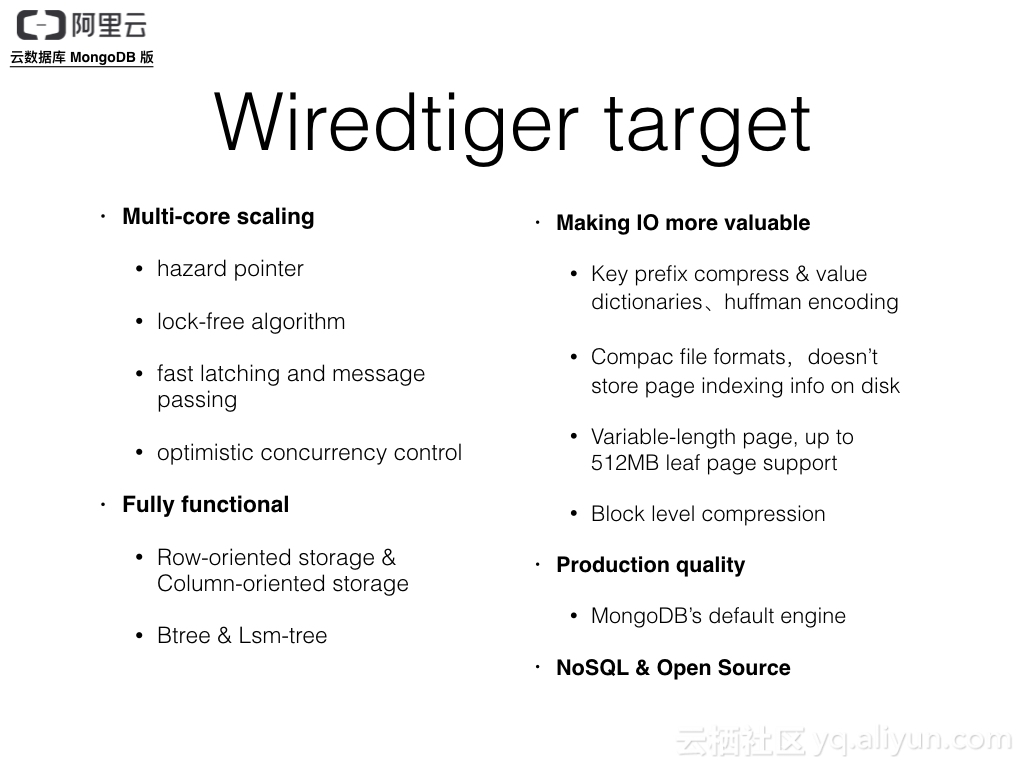 阿里云
云数据库 MongoDB 版
Wiredtiger target
· Multi-core scaling
• hazard pointer
• lock-free algorithm
• fast latching and message
passing
• optimistic concurrency control
· Fully functional
• Row-oriented storage &
Column-oriented storage
• Btree & Lsm-tree
· Making IO more valuable
• Key prefix compress & value
dictionaries、huffman encoding
• Compac file formats，doesn’t
store page indexing info on disk
• Variable-length page, up to
512MB leaf page support
• Block level compression
· Production quality
• MongoDB’s default engine
· NoSQL & Open Source
云栖社区 yq.aliyun.com